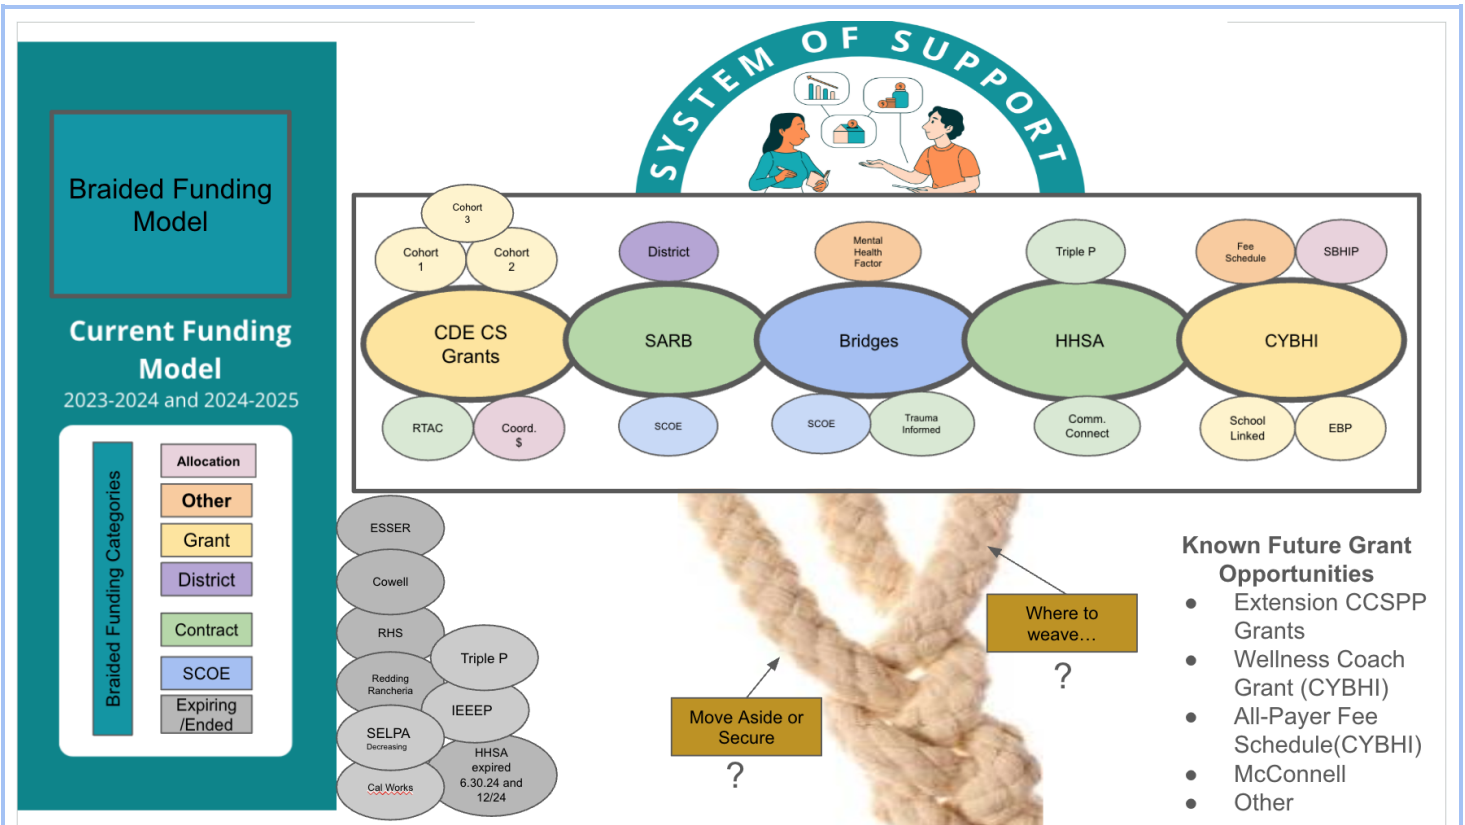 SYSTEM OF SUPPORT
Braided Funding
Model
Current Funding
Model
2023-2024 and 2024-2025
Braided Funding Categories
Allocation
Other
Grant
District
Contract
SCOE
Expiring
/Ended
Cohort
3
Cohort
1
Cohort
2
CDE CS
Grants
RTAC
Coord.
$
District
SARB
SCOE
Mental
Health
Factor
Bridges
SCOE
Trauma
Informed
Triple P
HHSA
Comm.
Connect
Fee
Schedule
SBHIP
CYBHI
School
Linked
EBP
ESSER
Cowell
RHS
Triple P
Redding
Rancheria
IEEEP
SELPA
Decreasing
HHSA
expired
6.30.24 and
12/24
Cal Works
Where to
weave…
?
Move Aside or
Secure
?
Known Future Grant
Opportunities
● Extension CCSPP
Grants
● Wellness Coach
Grant (CYBHI)
● All-Payer Fee
Schedule(CYBHI)
● McConnell
● Other